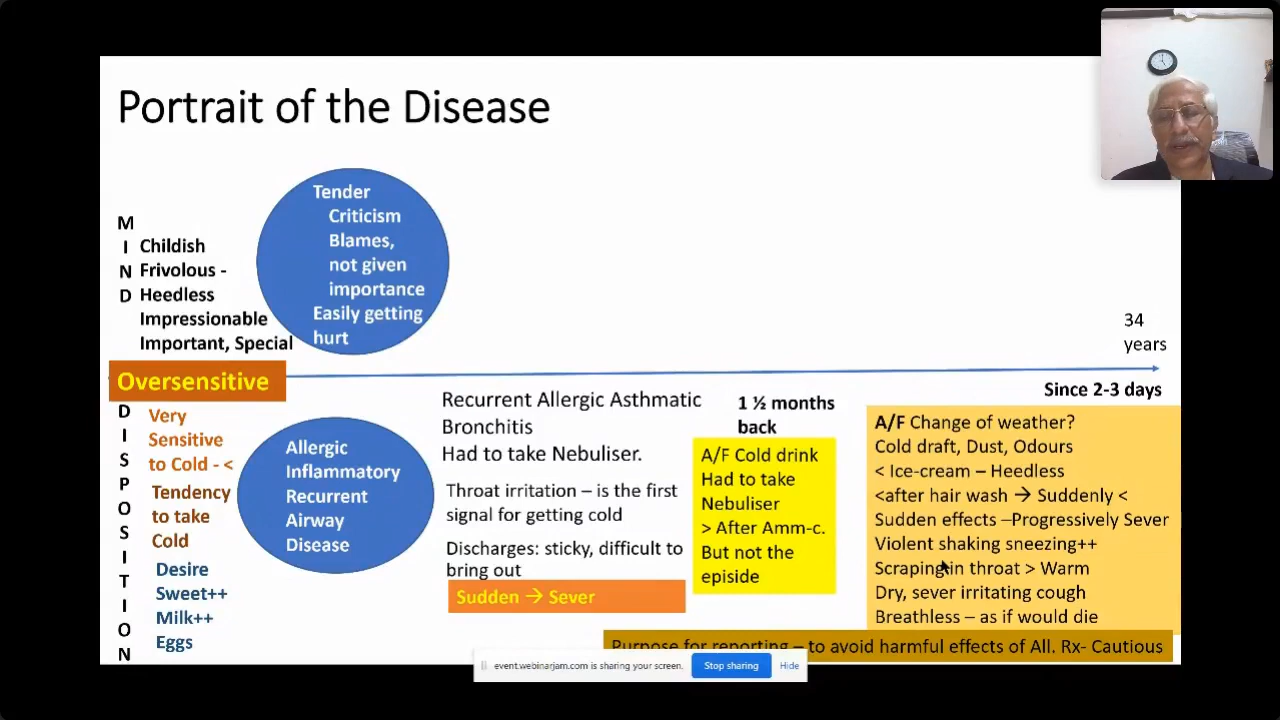 Portrait of the Disease
M
I
N
D
Childish
Frivolous -
Heedless
Impressionable
Important, Special
Tender
Criticism
Blames,
not given
importance
Easily getting
hurt
34
years
Oversensitive
Since 2-3 days
D
I
S
P
O
S
I
T
I
O
N
Very
Sensitive
to Cold - <
Tendency
to take
Cold
Desire
Sweet++
Milk++
Eggs
Allergic
Inflammatory
Recurrent
Airway
Disease
Recurrent Allergic Asthmatic
Bronchitis
Had to take Nebuliser.
Throat irritation – is the first
signal for getting cold
Discharges: sticky, difficult to
bring out
Sudden → Sever
1 ½ months
back
A/F Cold drink
Had to take
Nebuliser
> After Amm-c.
But not the
episide
A/F Change of weather?
Cold draft, Dust, Odours
< Ice-cream – Heedless
<after hair wash → Suddenly <
Sudden effects –Progressively Sever
Violent shaking sneezing++
Scraping in throat > Warm
Dry, sever irritating cough
Breathless – as if would die
Purpose for reporting – to avoid harmful effects of All. Rx- Cautious
event.webinarjam.com is sharing your screen.
Stop sharing
Hide